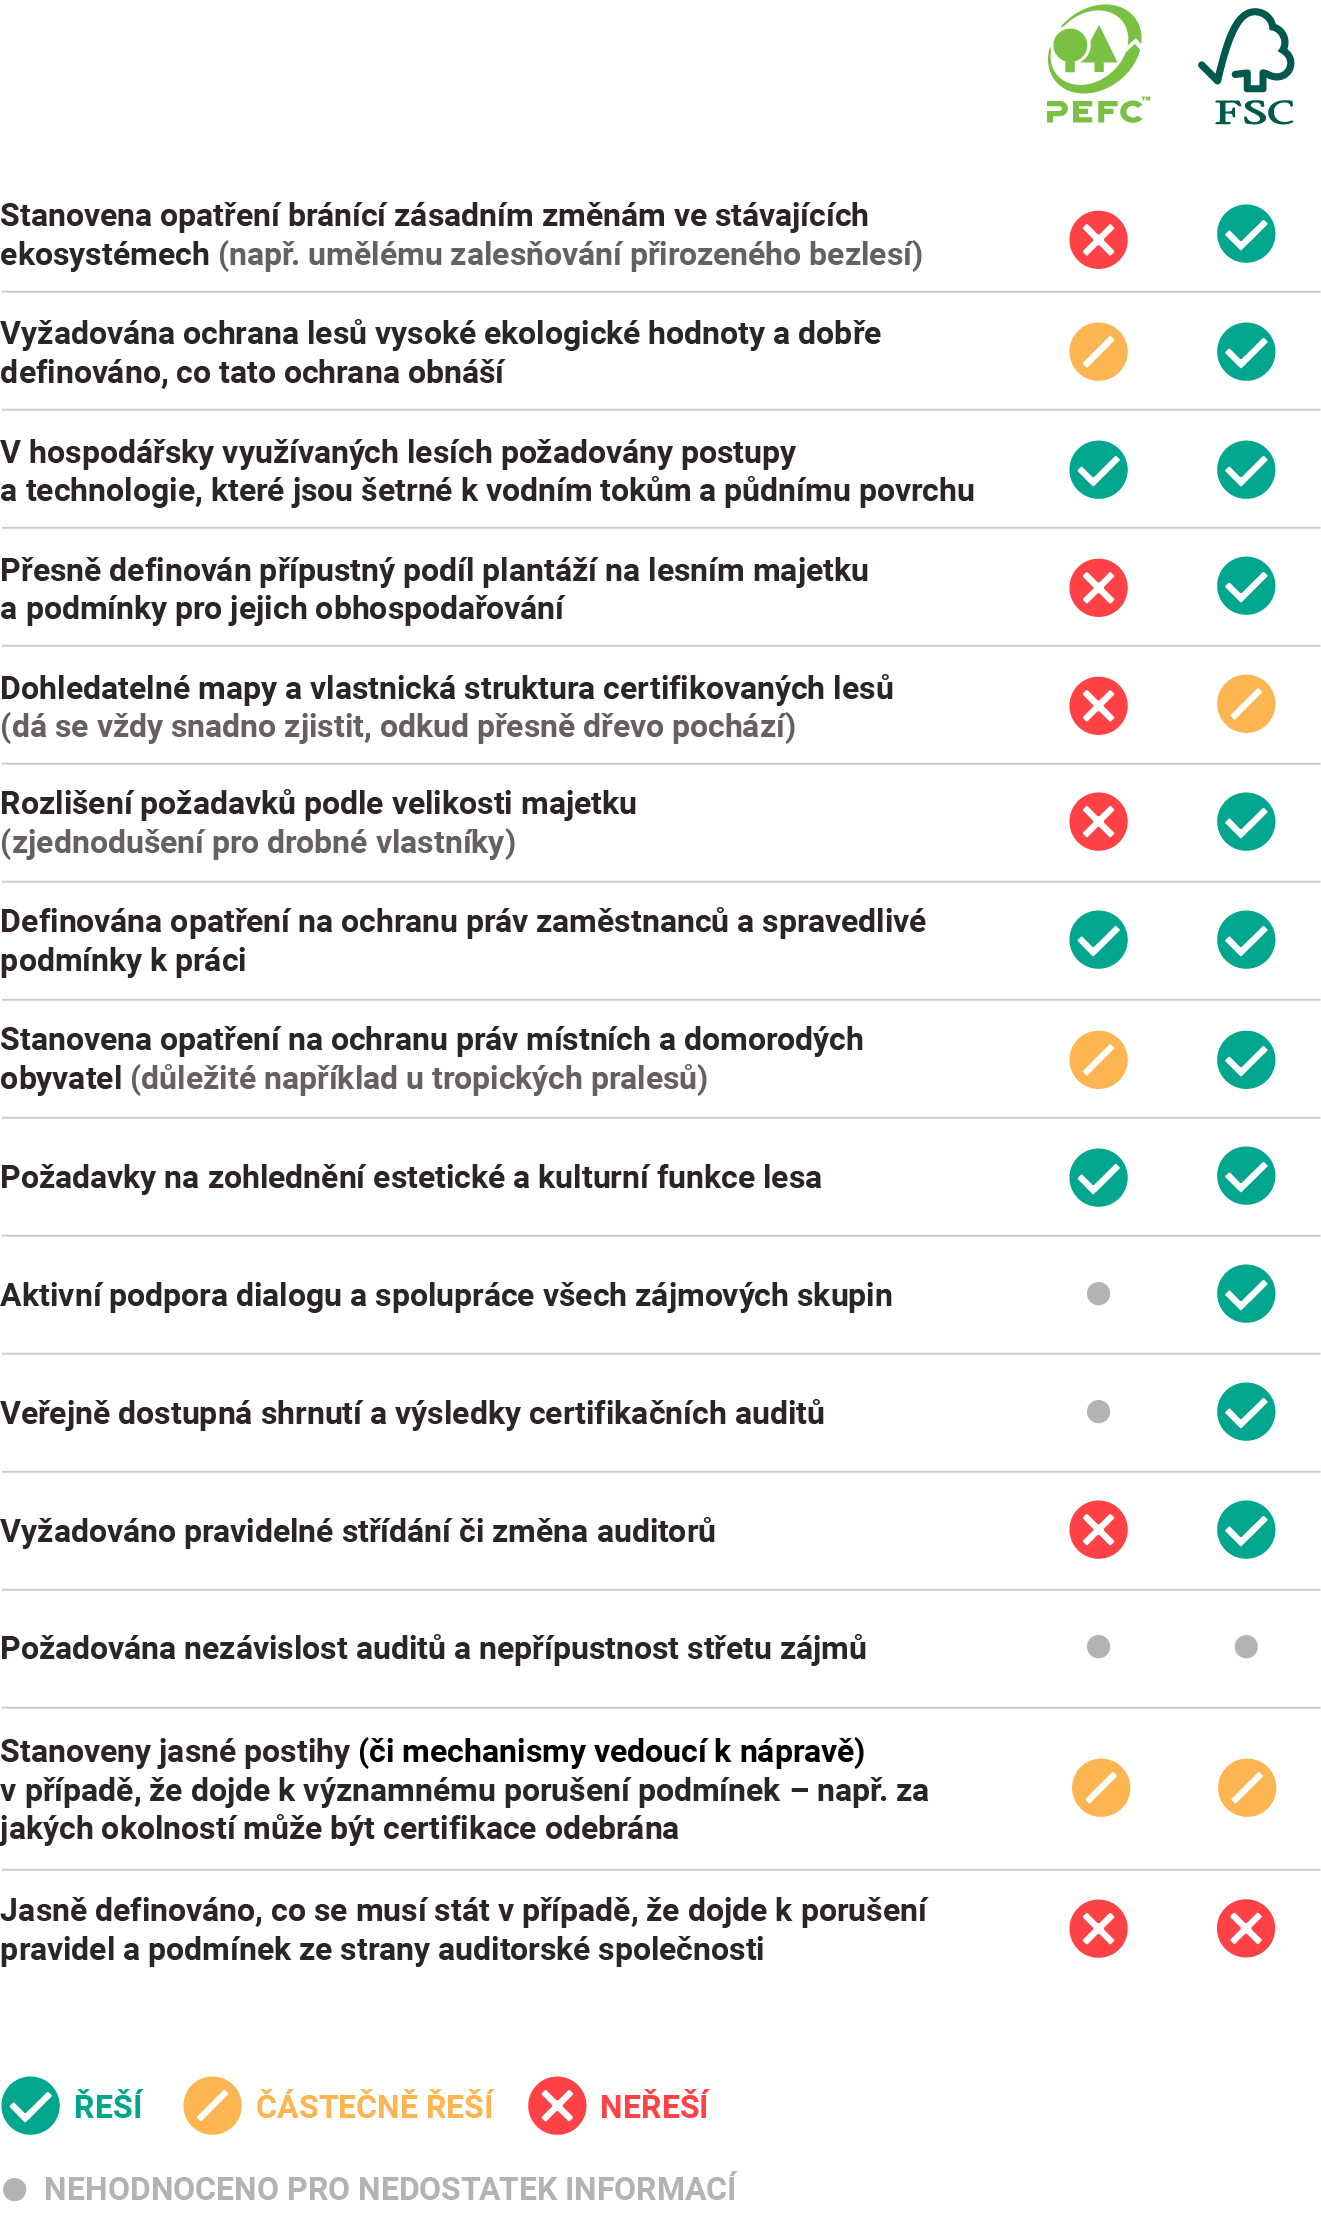 PEFC™ FSC
Stanovena opatření bránící zásadním změnám ve stávajících
ekosystémech (např. umělému zalesňování přirozeného bezlesí)
Vyžadována ochrana lesů vysoké ekologické hodnoty a dobře
definováno, co tato ochrana obnáší
V hospodářsky využívaných lesích požadovány postupy
a technologie, které jsou šetrné k vodním tokům a půdnímu povrchu
Přesně definován přípustný podíl plantáží na lesním majetku
a podmínky pro jejich obhospodařování
Dohledatelné mapy a vlastnická struktura certifikovaných lesů
(dá se vždy snadno zjistit, odkud přesně dřevo pochází)
Rozlišení požadavků podle velikosti majetku
(zjednodušení pro drobné vlastníky)
Definována opatření na ochranu práv zaměstnanců a spravedlivé
podmínky k práci
Stanovena opatření na ochranu práv místních a domorodých
obyvatel (důležité například u tropických pralesů)
Požadavky na zohlednění estetické a kulturní funkce lesa
Aktivní podpora dialogu a spolupráce všech zájmových skupin
Veřejně dostupná shrnutí a výsledky certifikačních auditů
Vyžadováno pravidelné střídání či změna auditorů
Požadována nezávislost auditů a nepřípustnost střetu zájmů
Stanoveny jasné postihy (či mechanismy vedoucí k nápravě)
v případě, že dojde k významnému porušení podmínek – např. za
jakých okolností může být certifikace odebrána
Jasně definováno, co se musí stát v případě, že dojde k porušení
pravidel a podmínek ze strany auditorské společnosti
ŘEŠÍ ČÁSTEČNĚ ŘEŠÍ NEŘEŠÍ
NEHODNOCENO PRO NEDOSTATEK INFORMACÍ